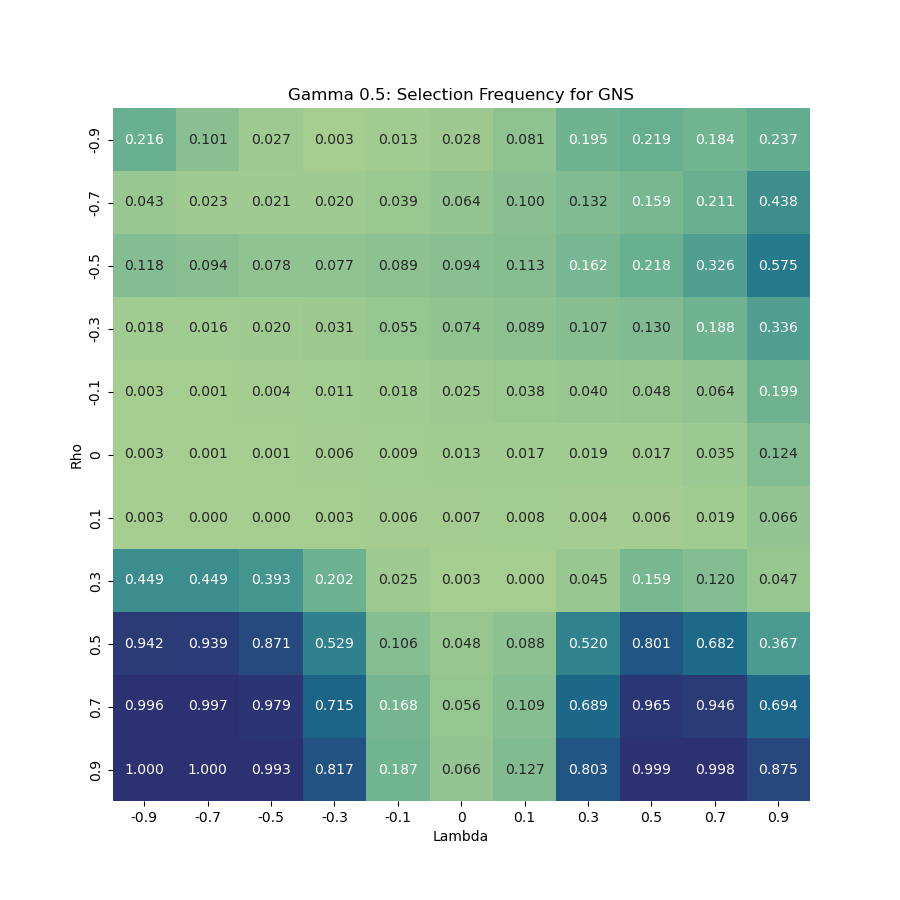 Gamma 0.5: Selection Frequency for GNS
-0.9 0.216 0.101 0.027 0.003 0.013 0.028 0.081 0.195 0.219 0.184 0.237
-0.7 0.043 0.023 0.021 0.020 0.039 0.064 0.100 0.132 0.159 0.211 0.438
-0.5 0.118 0.094 0.078 0.077 0.089 0.094 0.113 0.162 0.218 0.326 0.575
-0.3 0.018 0.016 0.020 0.031 0.055 0.074 0.089 0.107 0.130 0.188 0.336
-0.1 0.003 0.001 0.004 0.011 0.018 0.025 0.038 0.040 0.048 0.064 0.199
Rho
0 0.003 0.001 0.001 0.006 0.009 0.013 0.017 0.019 0.017 0.035 0.124
0.1 0.003 0.000 0.000 0.003 0.006 0.007 0.008 0.004 0.006 0.019 0.066
0.3 0.449 0.449 0.393 0.202 0.025 0.003 0.000 0.045 0.159 0.120 0.047
0.5 0.942 0.939 0.871 0.529 0.106 0.048 0.088 0.520 0.801 0.682 0.367
0.7 0.996 0.997 0.979 0.715 0.168 0.056 0.109 0.689 0.965 0.946 0.694
0.9 1.000 1.000 0.993 0.817 0.187 0.066 0.127 0.803 0.999 0.998 0.875
-0.9 -0.7 -0.5 -0.3 -0.1 0 0.1 0.3 0.5 0.7 0.9
Lambda